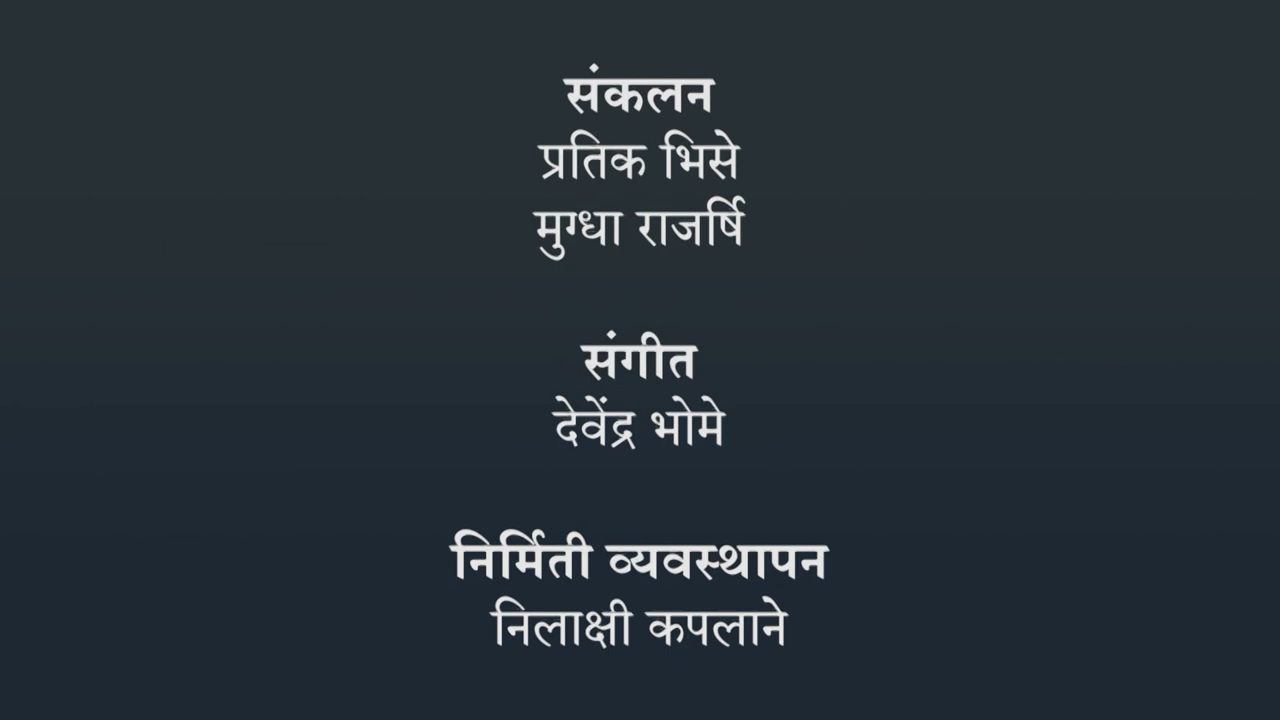 संकलन
प्रतिक भिसे
मुग्धा राजर्षि
संगीत
देवेंद्र भोमे
निर्मिती व्यवस्थापन
निलाक्षी कपलाने